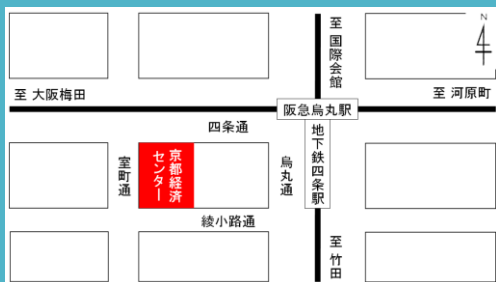 N
至国際会館
至 大阪梅田
至 河原町
阪急烏丸駅
四条通
地下鉄四条駅
室町通
京都経済
センター
烏丸通
綾小路通
至竹田